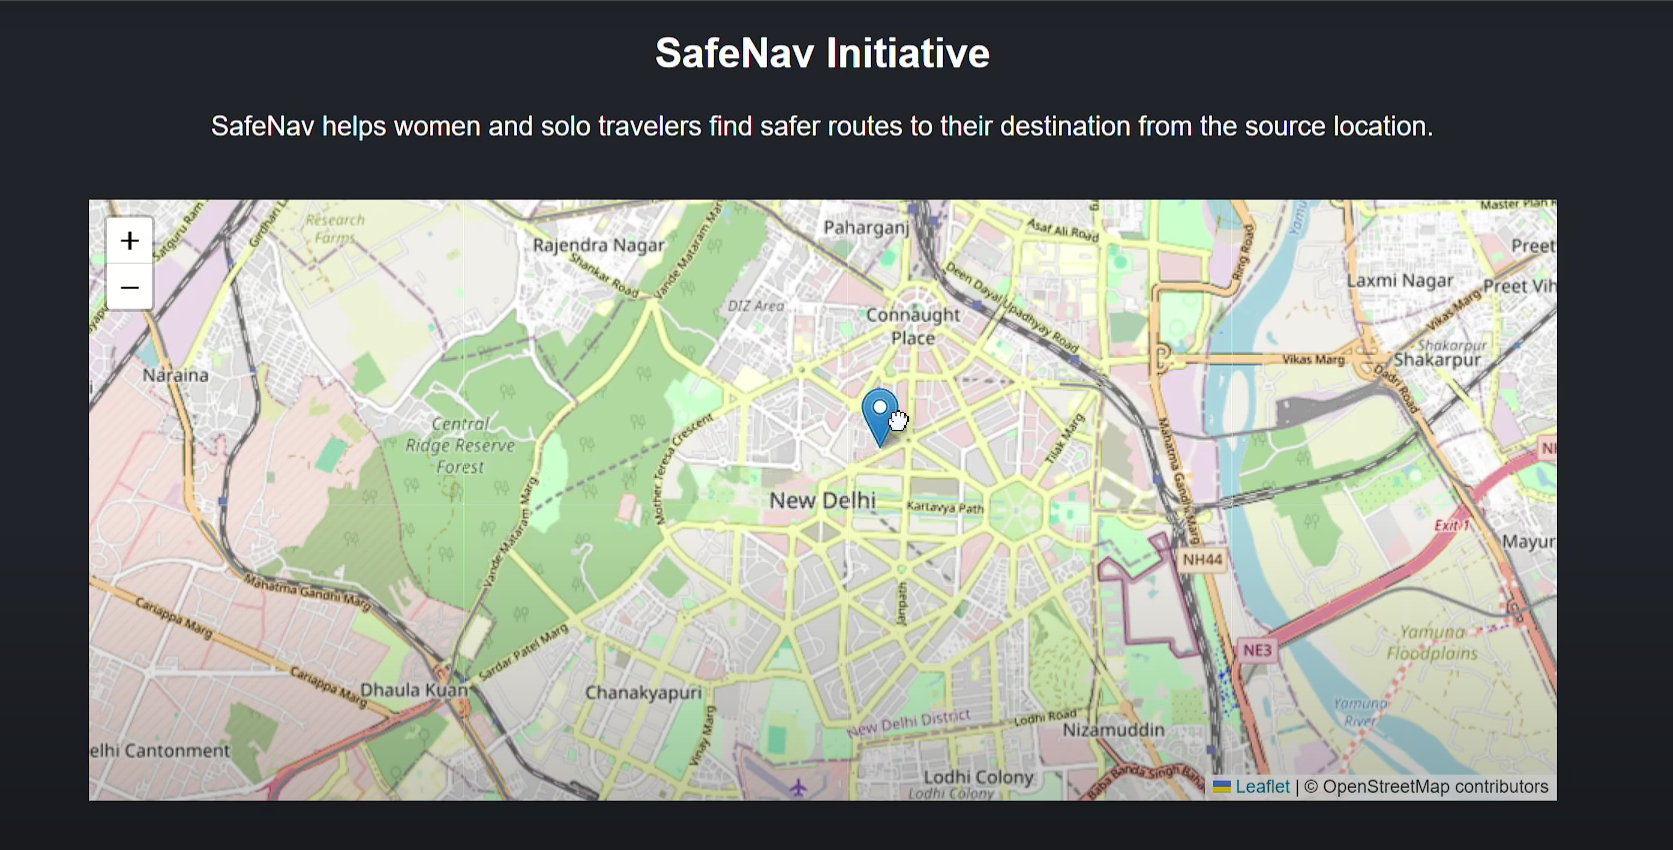 SafeNav Initiative
SafeNav helps women and solo travelers find safer routes to their destination from the source location.
+
−
Satguru Ram
Girdhari L
Research
Farms
Rajendra Nagar
Shankar Road
Vande Mataram Mar
Paharganj
Asaf Ali Road
Ring Road
Yamu
Master Plan R
Preet
Laxmi Nagar
Preet Vih
DIZ Area
Deen Dayal Upadhyay Road
Connaught
Place
Vikas Marg
Vikas Marg
Shakarpur
Shakarpur
Dadri Road
Naraina
Central
Ridge Reserve
Forest
Mother Teresa Crescent
Tilak Marg
Mahatma Gandhi Marg
New Delhi
Kartavya Path
Vande Mataram Marg
Exit 1
Mayur
NH44
Mahatma Gandhi Marg
Cariappa Marg
Janpath
Sardar Patel Marg
NE3
Yamuna
Floodplains
Cariappa Marg
Dhaula Kuan
Chanakyapuri
Vinay Marg
New Delhi District
Lodhi Road
Nizamuddin
Yamuna
River
elhi Cantonment
Lodhi Colony
Lodhi Colony
Baba Banda Singh Baha
Leaflet | © OpenStreetMap contributors